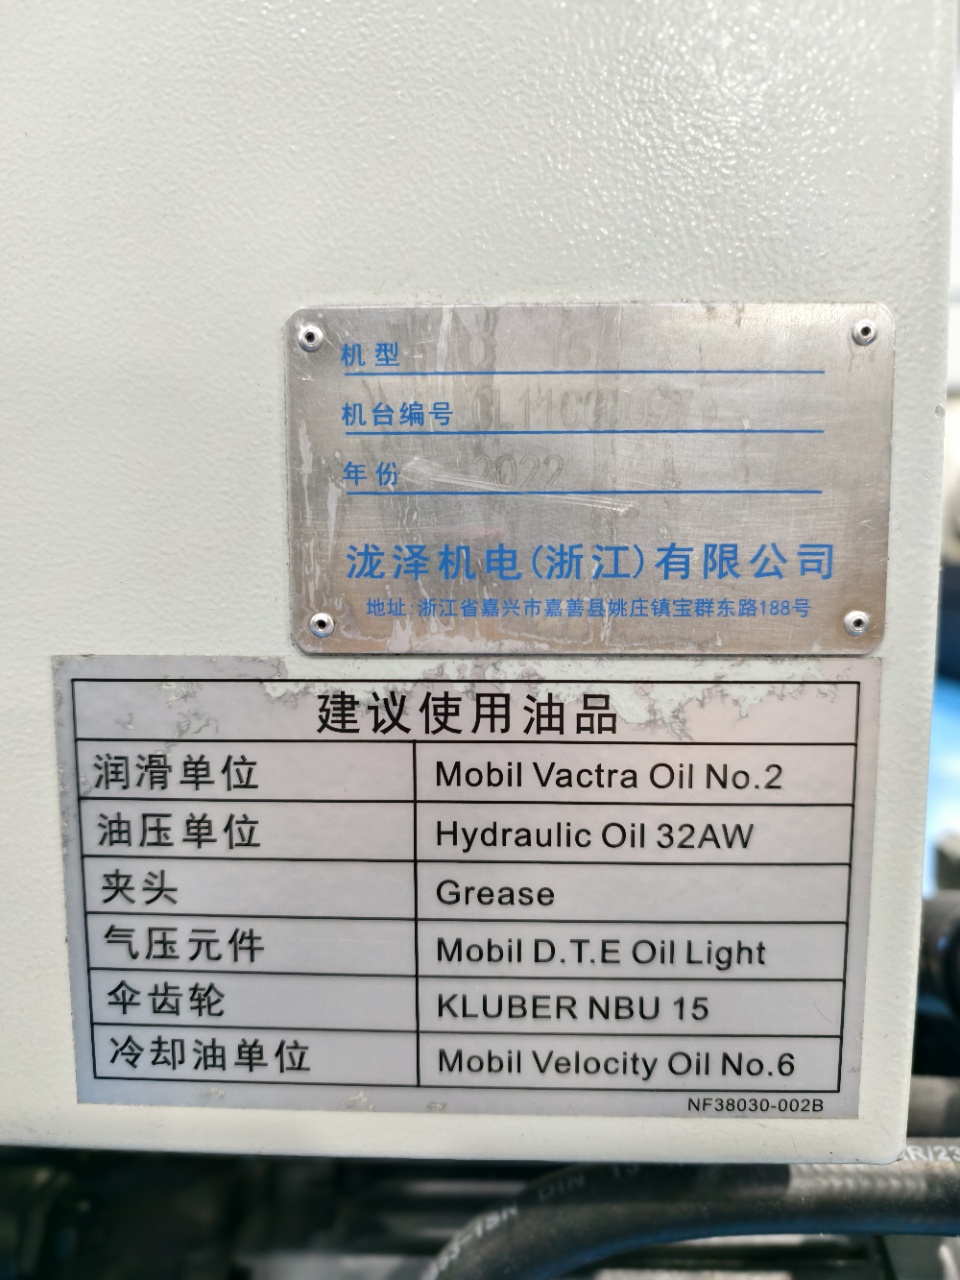 机型
机台编号
年份 2022
泷泽机电(浙江)有限公司
地址:浙江省嘉兴市嘉善县姚庄镇宝群东路188号
建议使用油品
润滑单位 Mobil Vactra Oil No.2
油压单位 Hydraulic Oil 32AW
夹头 Grease
气压元件 Mobil D.T.E Oil Light
伞齿轮 KLUBER NBU 15
冷却油单位 Mobil Velocity Oil No.6
NF38030-002B
DIN